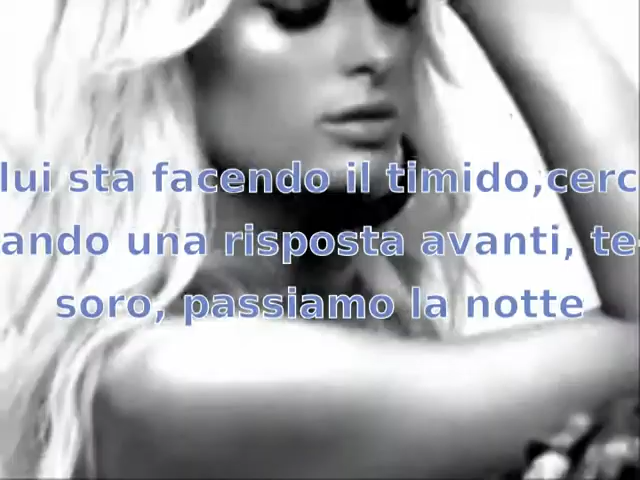 lui sta facendo il timido,cerc
ando una risposta avanti, te-
soro, passiamo la notte